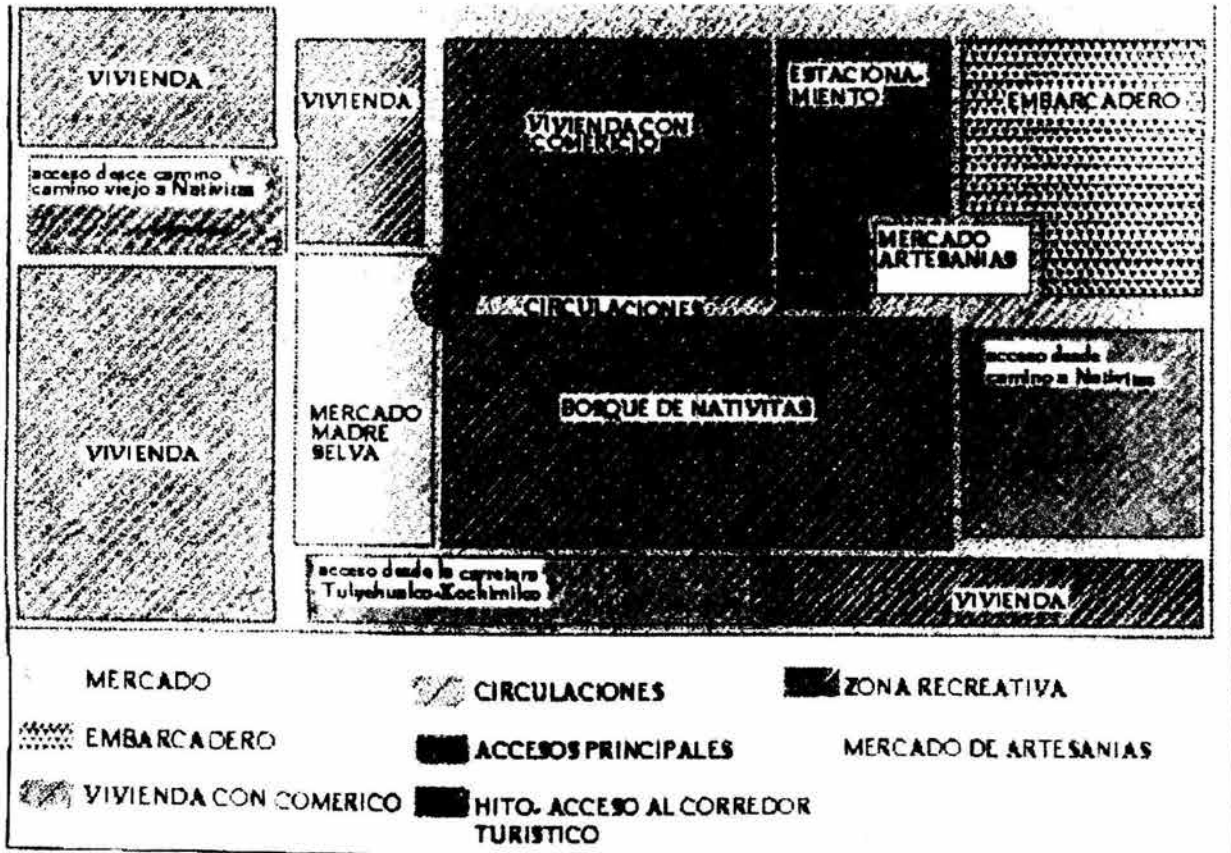 VIVIENDA
VIVIENDA
VIVIENDA CON
COMERICIO
ESTACIONA-
MIENTO
EMBARCADERO
acceso desce camino
camino viejo a Nativitas
MERCADO
ARTESANIAS
CIRCULACIONES
VIVIENDA
MERCADO
MADRE
SELVA
BOSQUE DE NATIVITAS
acceso desde
camino a Nativitas
acceso desde la carretera
Tulyehualco-Xochimilco
VIVIENDA
MERCADO
EMBARCADERO
VIVIENDA CON COMERICO
CIRCULACIONES
ACCESOS PRINCIPALES
HITO. ACCESO AL CORREDOR
TURISTICO
ZONA RECREATIVA
MERCADO DE ARTESANIAS